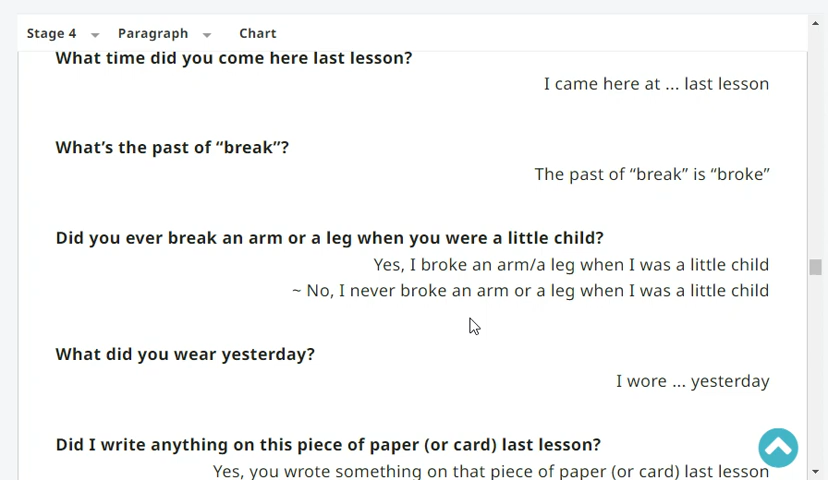 Stage 4 Paragraph Chart
What time did you come here last lesson?
I came here at ... last lesson
What’s the past of “break”?
The past of “break” is “broke”
Did you ever break an arm or a leg when you were a little child?
Yes, I broke an arm/a leg when I was a little child
~ No, I never broke an arm or a leg when I was a little child
What did you wear yesterday?
I wore ... yesterday
Did I write anything on this piece of paper (or card) last lesson?
Yes, you wrote something on that piece of paper (or card) last lesson